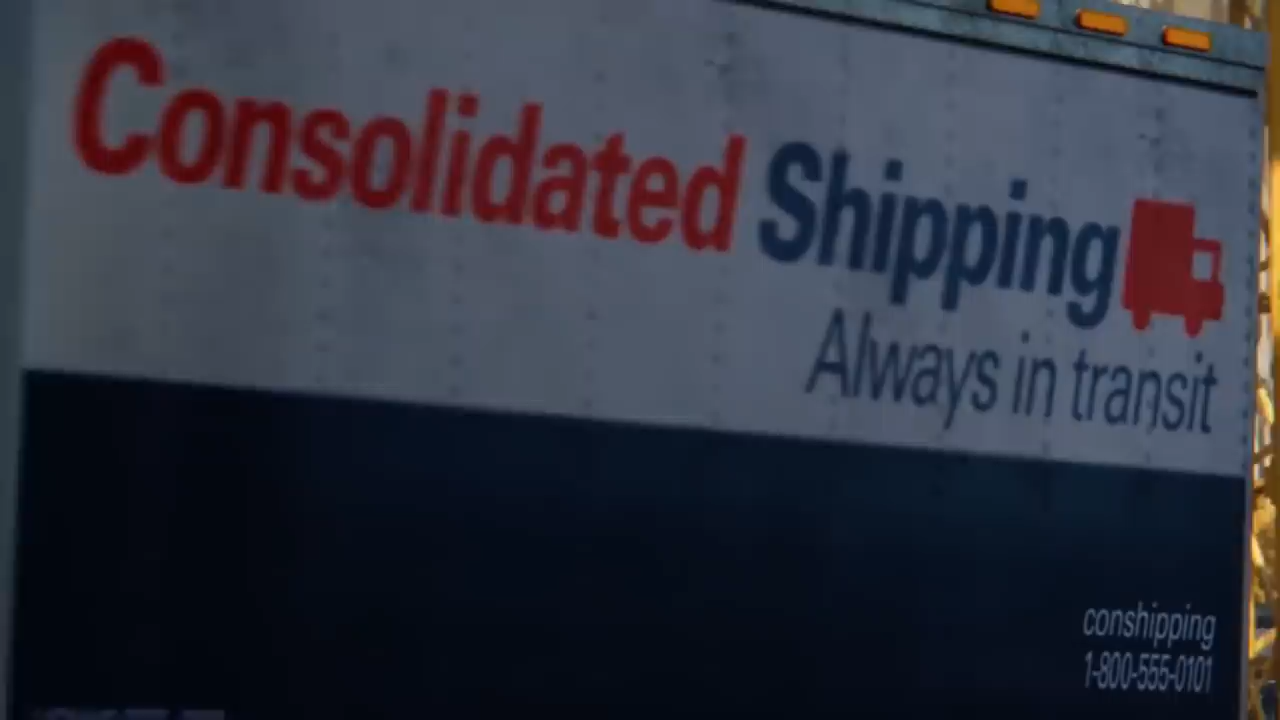 Consolidated Shipping
Always in transit
conshipping
1-800-555-0101